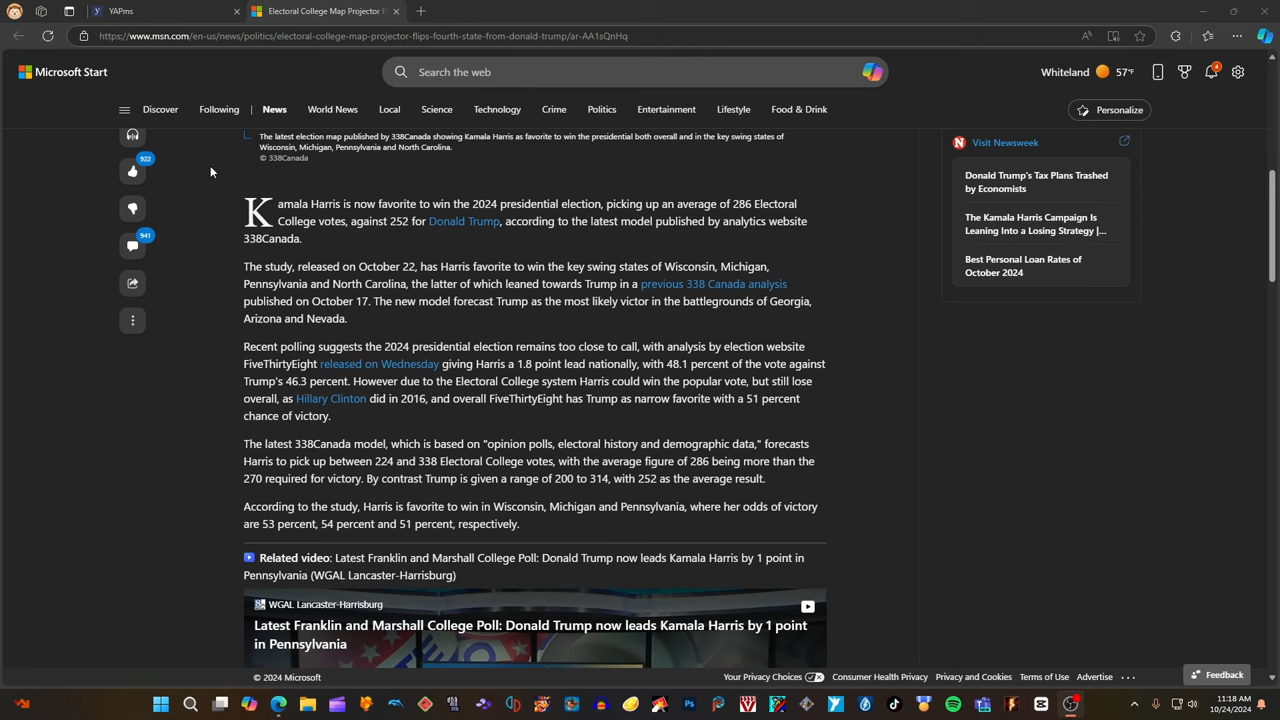 YAPms
Electoral College Map Projector F
https://www.msn.com/en-us/news/politics/electoral-college-map-projector-flips-fourth-state-from-donald-trump/ar-AA1sQnHq
Microsoft Start
Search the web
Whiteland 57°F 4
Discover Following News World News Local Science Technology Crime Politics Entertainment Lifestyle Food & Drink Personalize
The latest election map published by 338Canada showing Kamala Harris as favorite to win the presidential both overall and in the key swing states of
Wisconsin, Michigan, Pennsylvania and North Carolina.
© 338Canada
922
941
Kamala Harris is now favorite to win the 2024 presidential election, picking up an average of 286 Electoral
College votes, against 252 for Donald Trump, according to the latest model published by analytics website
338Canada.
The study, released on October 22, has Harris favorite to win the key swing states of Wisconsin, Michigan,
Pennsylvania and North Carolina, the latter of which leaned towards Trump in a previous 338 Canada analysis
published on October 17. The new model forecast Trump as the most likely victor in the battlegrounds of Georgia,
Arizona and Nevada.
Recent polling suggests the 2024 presidential election remains too close to call, with analysis by election website
FiveThirtyEight released on Wednesday giving Harris a 1.8 point lead nationally, with 48.1 percent of the vote against
Trump's 46.3 percent. However due to the Electoral College system Harris could win the popular vote, but still lose
overall, as Hillary Clinton did in 2016, and overall FiveThirtyEight has Trump as narrow favorite with a 51 percent
chance of victory.
The latest 338Canada model, which is based on "opinion polls, electoral history and demographic data," forecasts
Harris to pick up between 224 and 338 Electoral College votes, with the average figure of 286 being more than the
270 required for victory. By contrast Trump is given a range of 200 to 314, with 252 as the average result.
According to the study, Harris is favorite to win in Wisconsin, Michigan and Pennsylvania, where her odds of victory
are 53 percent, 54 percent and 51 percent, respectively.
Related video: Latest Franklin and Marshall College Poll: Donald Trump now leads Kamala Harris by 1 point in
Pennsylvania (WGAL Lancaster-Harrisburg)
WGAL Lancaster-Harrisburg
Latest Franklin and Marshall College Poll: Donald Trump now leads Kamala Harris by 1 point
in Pennsylvania
Visit Newsweek
Donald Trump's Tax Plans Trashed
by Economists
The Kamala Harris Campaign Is
Leaning Into a Losing Strategy |...
Best Personal Loan Rates of
October 2024
© 2024 Microsoft
Your Privacy Choices Consumer Health Privacy Privacy and Cookies Terms of Use Advertise ...
Feedback
11:18 AM
10/24/2024